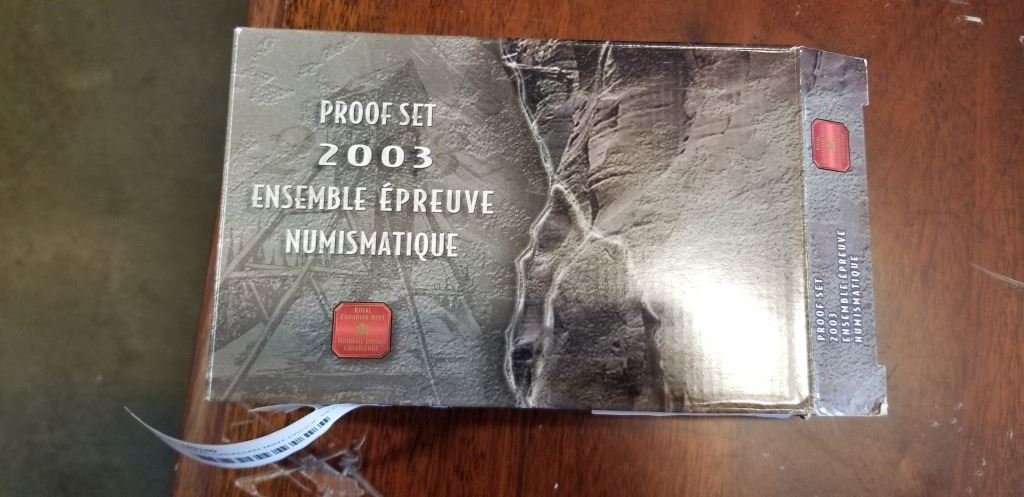 PROOF SET
2003
ENSEMBLE ÉPREUVE
NUMISMATIQUE
ROYAL
CANADIAN MINT
MONNAIE ROYALE
CANADIENNE
PROOF SET
2003
ENSEMBLE ÉPREUVE
NUMISMATIQUE